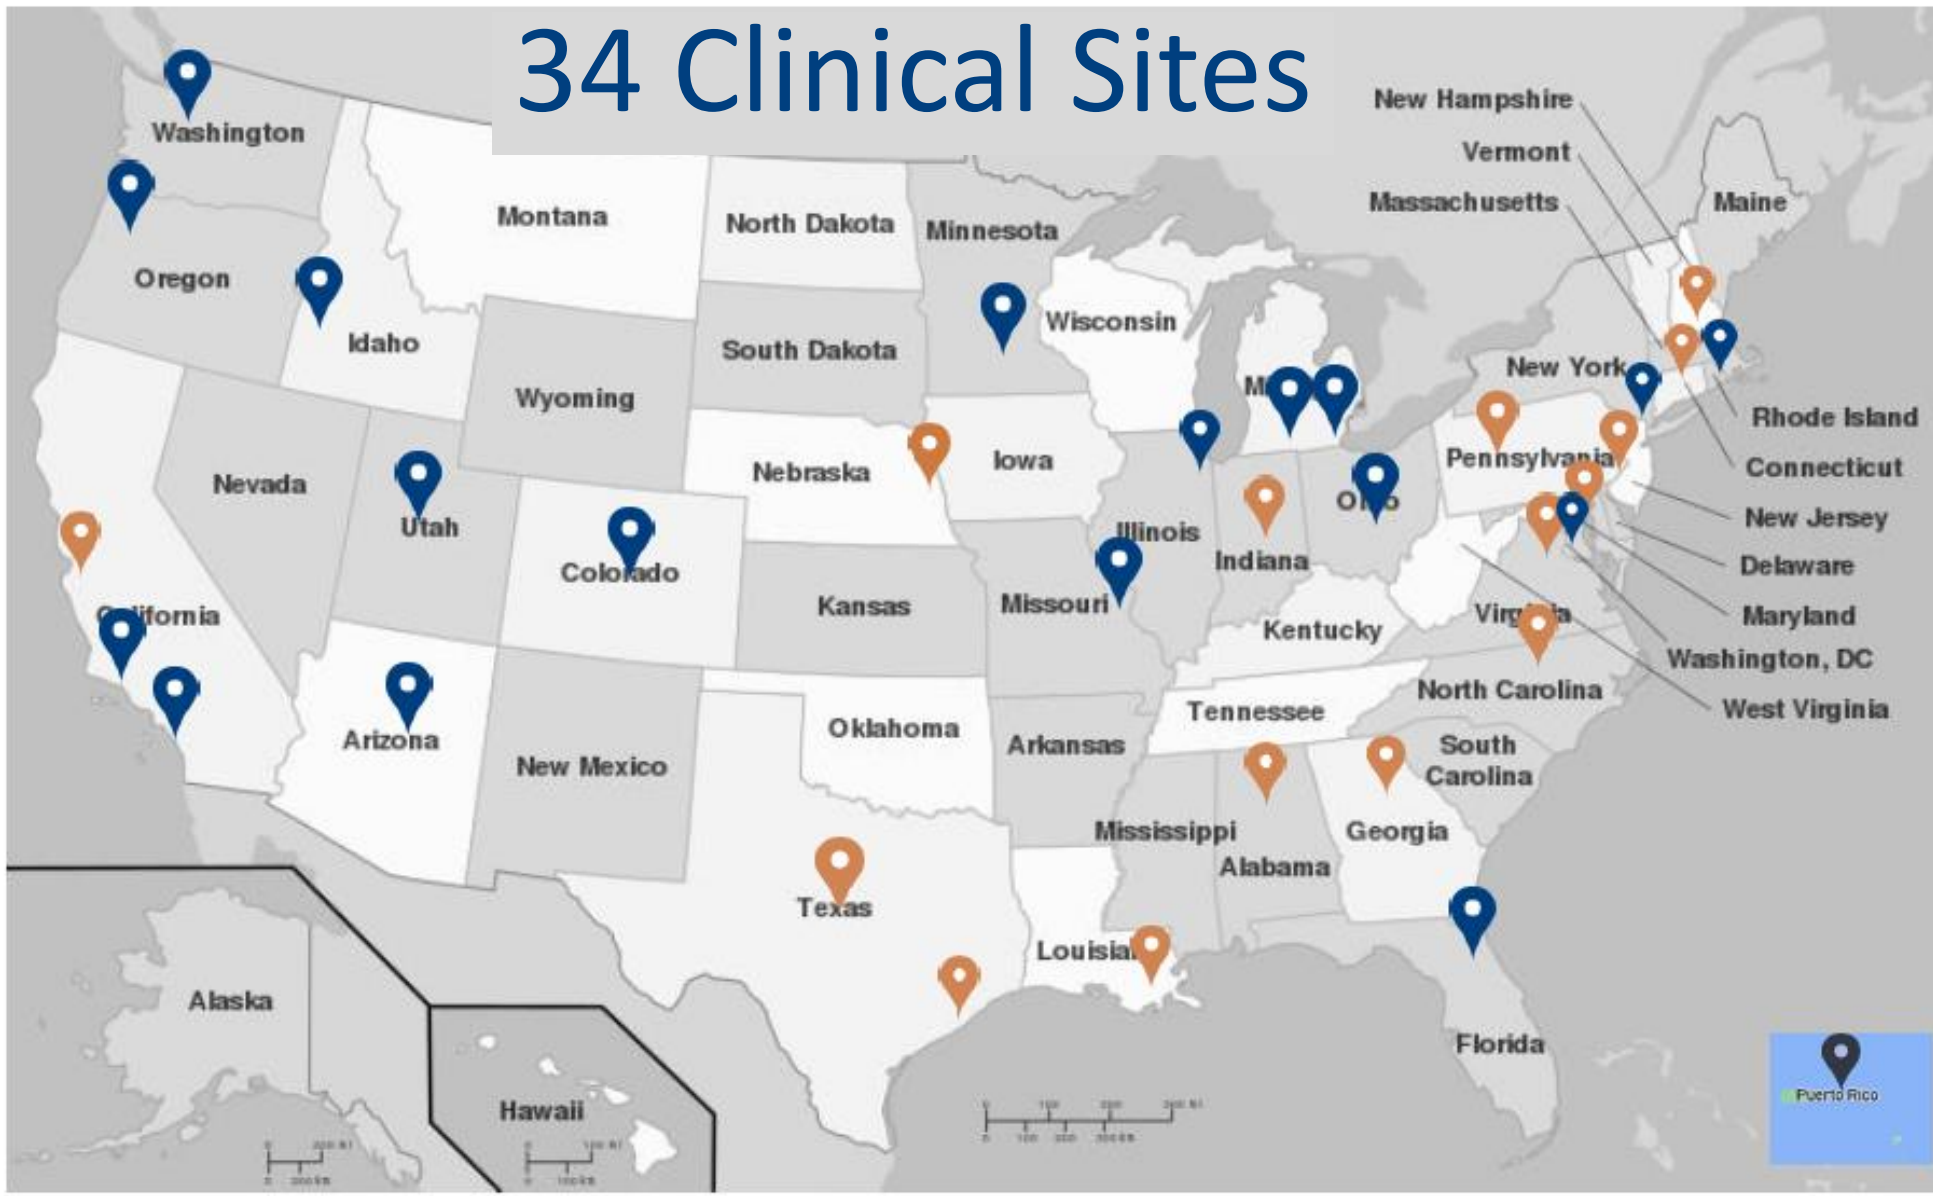 34 Clinical Sites
New Hampshire
Vermont
Massachusetts
Maine
Washington
Montana
North Dakota
Minnesota
Oregon
Idaho
Wisconsin
South Dakota
Wyoming
New York
Rhode Island
Connecticut
Nebraska
Iowa
Pennsylvania
Nevada
Utah
Colorado
Illinois
Indiana
New Jersey
Delaware
California
Kansas
Missouri
Kentucky
Virginia
Maryland
Washington, DC
West Virginia
North Carolina
Tennessee
Arizona
Oklahoma
Arkansas
South
Carolina
New Mexico
Mississippi
Alabama
Georgia
Texas
Louisia
Alaska
Florida
Hawaii
Puerto Rico